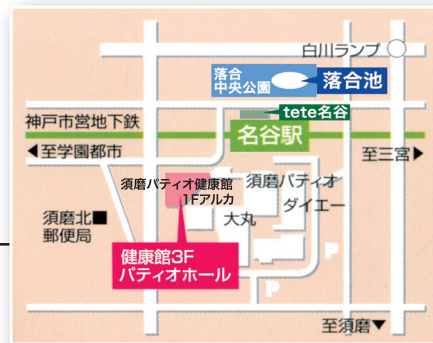 白川ランプ
落合
中央公園
落合池
tete名谷
神戸市営地下鉄
名谷駅
◀至学園都市
至三宮▶
須磨パティオ健康館
1Fアルカ
須磨パティオ
ダイエー
大丸
須磨北■
郵便局
健康館3F
パティオホール
P
P
至須磨▼